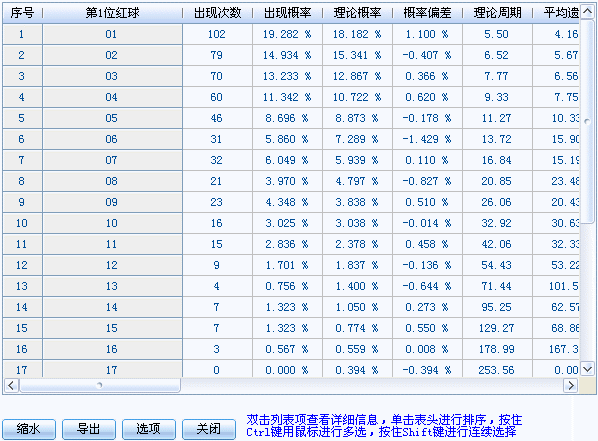 序号 第1位红球 出现次数 出现概率 理论概率 概率偏差 理论周期 平均遗
1 01 102 19.282 % 18.182 % 1.100 % 5.50 4.16
2 02 79 14.934 % 15.341 % -0.407 % 6.52 5.67
3 03 70 13.233 % 12.867 % 0.366 % 7.77 6.56
4 04 60 11.342 % 10.722 % 0.620 % 9.33 7.75
5 05 46 8.696 % 8.873 % -0.178 % 11.27 10.33
6 06 31 5.860 % 7.289 % -1.429 % 13.72 15.90
7 07 32 6.049 % 5.939 % 0.110 % 16.84 15.19
8 08 21 3.970 % 4.797 % -0.827 % 20.85 23.48
9 09 23 4.348 % 3.838 % 0.510 % 26.06 20.43
10 10 16 3.025 % 3.038 % -0.014 % 32.92 30.63
11 11 15 2.836 % 2.378 % 0.458 % 42.06 32.33
12 12 9 1.701 % 1.837 % -0.136 % 54.43 53.22
13 13 4 0.756 % 1.400 % -0.644 % 71.44 101.5
14 14 7 1.323 % 1.050 % 0.273 % 95.25 62.57
15 15 7 1.323 % 0.774 % 0.550 % 129.27 68.86
16 16 3 0.567 % 0.559 % 0.008 % 178.99 167.3
17 17 0 0.000 % 0.394 % -0.394 % 253.56 0.00
缩水 导出 选项 关闭
双击列表项查看详细信息，单击表头进行排序，按住
Ctrl键用鼠标进行多选，按住Shift键进行连续选择